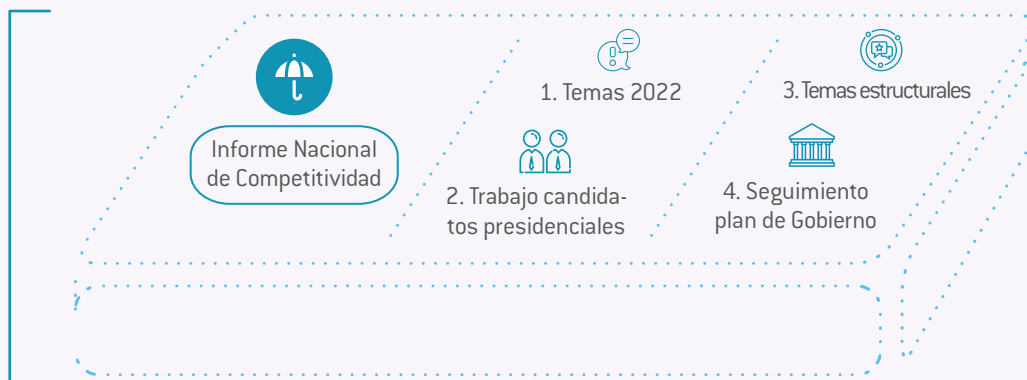 Informe Nacional
de Competitividad
1. Temas 2022
2. Trabajo candida-
tos presidenciales
3. Temas estructurales
4. Seguimiento
plan de Gobierno